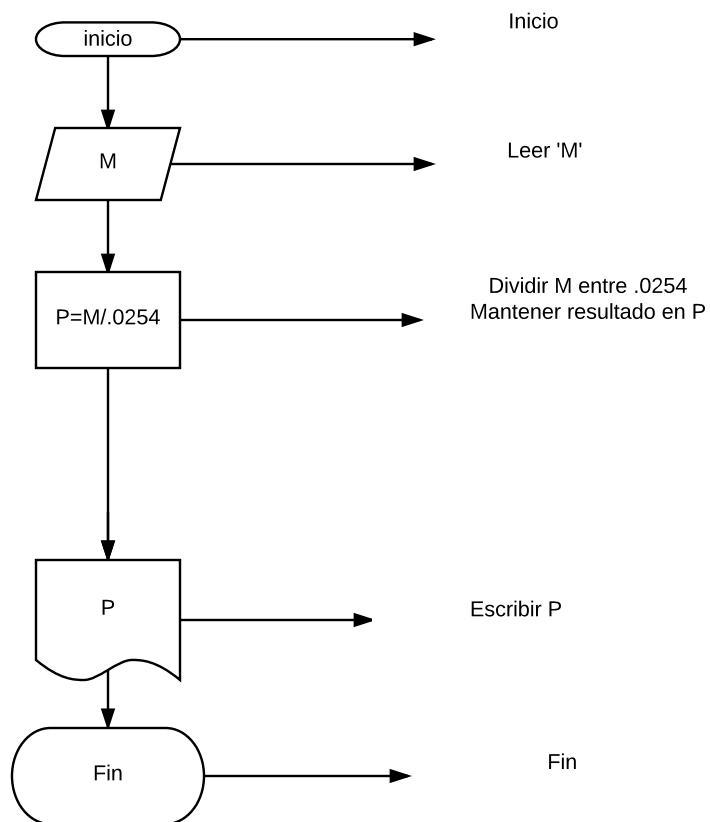 inicio
Inicio
M
Leer 'M'
P=M/.0254
Dividir M entre .0254
Mantener resultado en P
P
Escribir P
Fin
Fin